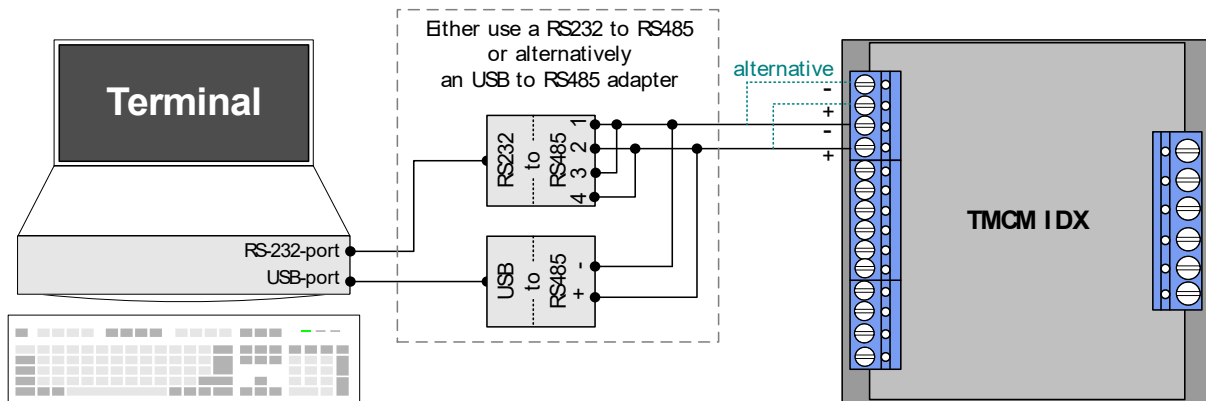 Either use a RS232 to RS485
or alternatively
an USB to RS485 adapter
Terminal
alternative
-
+
-
+
RS232
to
RS485
1
2
3
4
TMCM IDX
RS-232-port
USB-port
USB
to
RS485
-
+